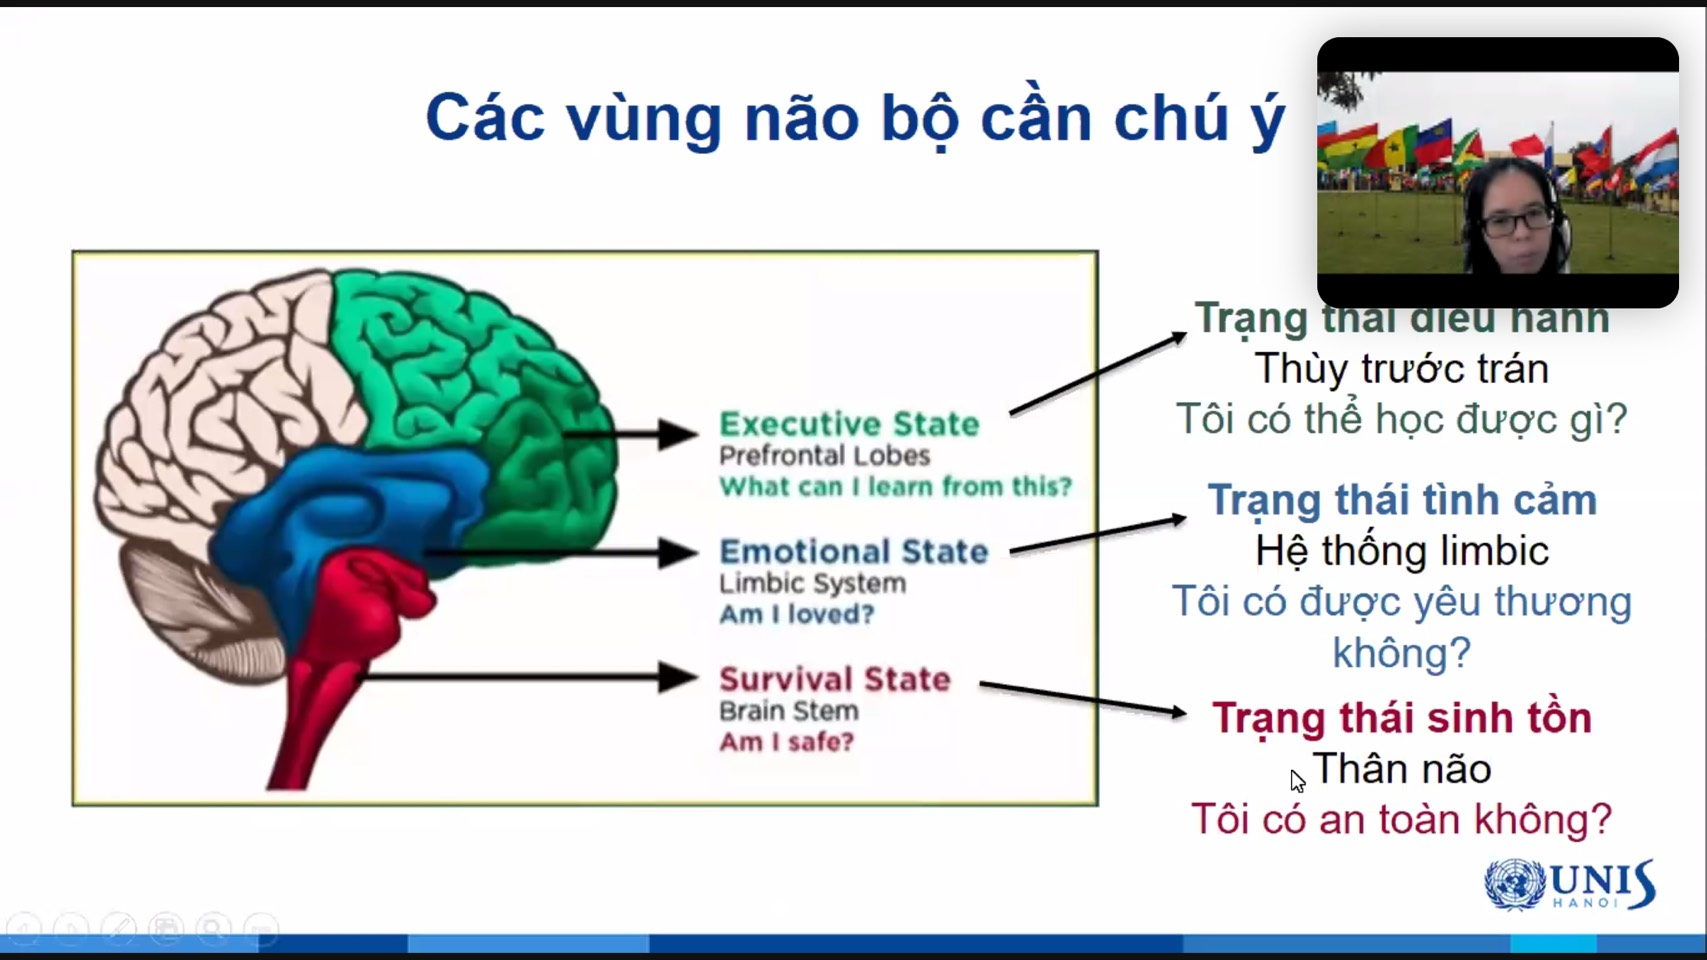 Các vùng não bộ cần chú ý
Executive State
Prefrontal Lobes
What can I learn from this?
Emotional State
Limbic System
Am I loved?
Survival State
Brain Stem
Am I safe?
Trạng thái điều hành
Thùy trước trán
Tôi có thể học được gì?
Trạng thái tình cảm
Hệ thống limbic
Tôi có được yêu thương
không?
Trạng thái sinh tồn
Thân não
Tôi có an toàn không?
UNIS
HANOI